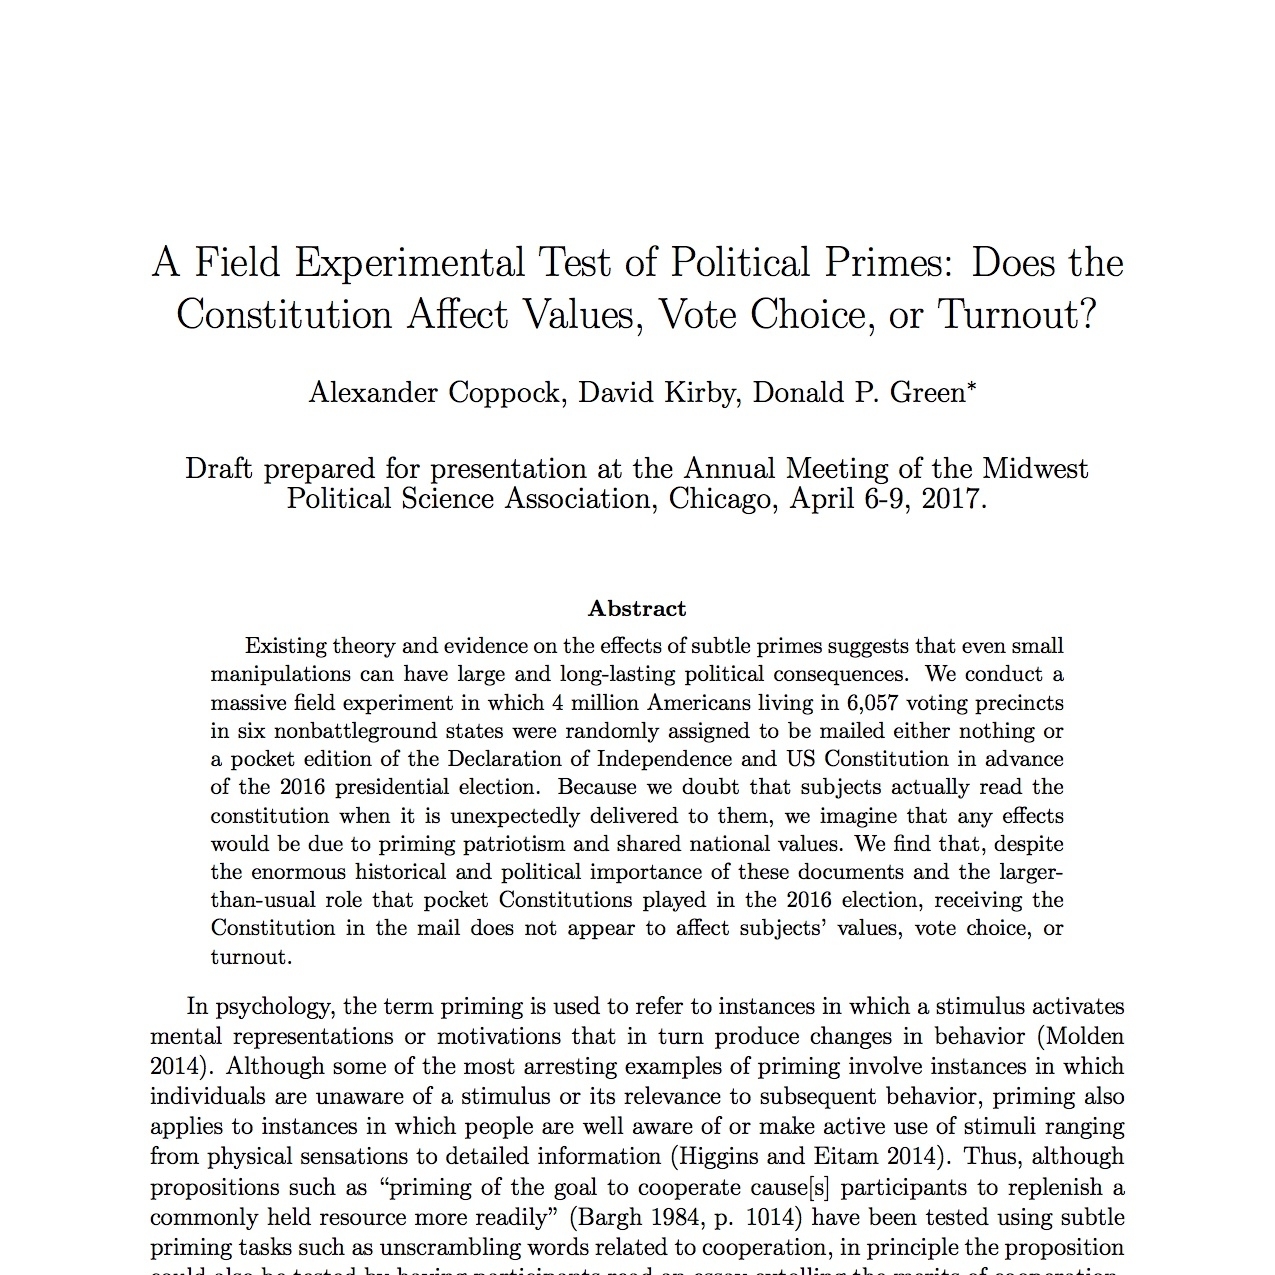 A Field Experimental Test of Political Primes: Does the
Constitution Affect Values, Vote Choice, or Turnout?
Alexander Coppock, David Kirby, Donald P. Green*
Draft prepared for presentation at the Annual Meeting of the Midwest
Political Science Association, Chicago, April 6-9, 2017.
Abstract
Existing theory and evidence on the effects of subtle primes suggests that even small
manipulations can have large and long-lasting political consequences. We conduct a
massive field experiment in which 4 million Americans living in 6,057 voting precincts
in six nonbattleground states were randomly assigned to be mailed either nothing or
a pocket edition of the Declaration of Independence and US Constitution in advance
of the 2016 presidential election. Because we doubt that subjects actually read the
constitution when it is unexpectedly delivered to them, we imagine that any effects
would be due to priming patriotism and shared national values. We find that, despite
the enormous historical and political importance of these documents and the larger-
than-usual role that pocket Constitutions played in the 2016 election, receiving the
Constitution in the mail does not appear to affect subjects’ values, vote choice, or
turnout.
In psychology, the term priming is used to refer to instances in which a stimulus activates
mental representations or motivations that in turn produce changes in behavior (Molden
2014). Although some of the most arresting examples of priming involve instances in which
individuals are unaware of a stimulus or its relevance to subsequent behavior, priming also
applies to instances in which people are well aware of or make active use of stimuli ranging
from physical sensations to detailed information (Higgins and Eitam 2014). Thus, although
propositions such as “priming of the goal to cooperate cause[s] participants to replenish a
commonly held resource more readily” (Bargh 1984, p. 1014) have been tested using subtle
priming tasks such as unscrambling words related to cooperation, in principle the proposition
could also be tested by having participants read an essay extolling the merits of cooperation.